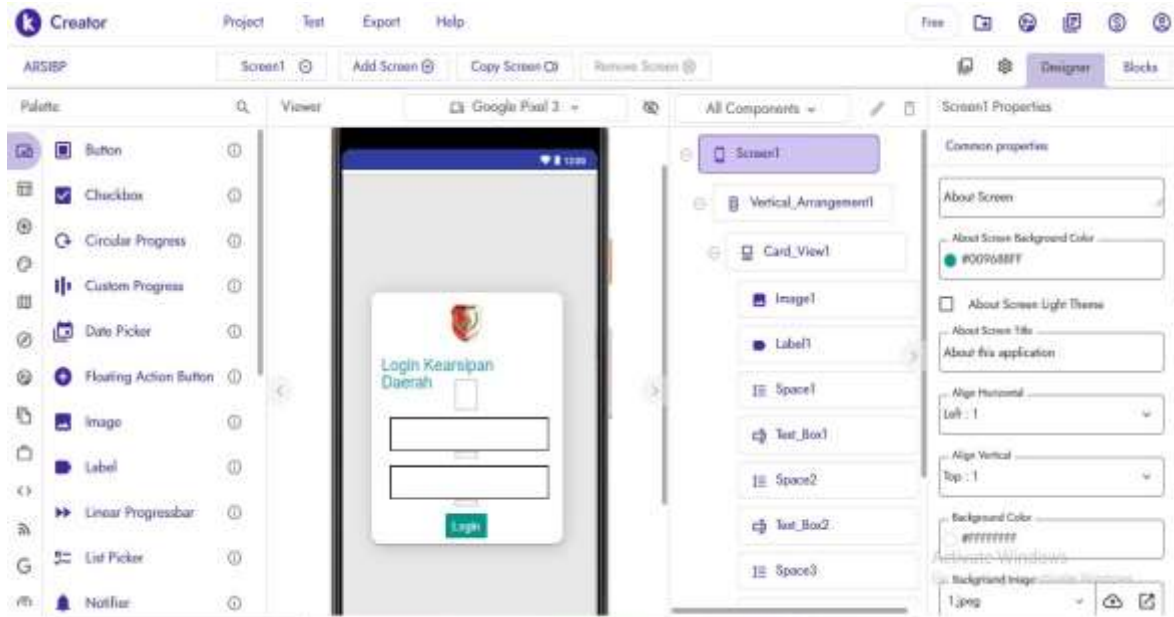 Creator Project Test Export Help Free
ARSIBP Screen1 Add Screen Copy Screen Remove Screen Designer Blocks
Palette Viewer Google Pixel 3 All Components Screen1 Properties
Button
Checkbox
Circular Progress
Custom Progress
Date Picker
Floating Action Button
Image
Label
Linear Progressbar
List Picker
Notifier
Login Kearsipan
Daerah
Login
Screen1
Vertical_Arrangement1
Card_View1
Image1
Label1
Space1
Text_Box1
Space2
Text_Box2
Space3
Common properties
About Screen
About Screen Background Color
#009688FF
About Screen Light Theme
About Screen Title
About this application
Align Horizontal
Left : 1
Align Vertical
Top : 1
Background Color
#FFFFFFFF
Activate Windows
Background Image
1.jpeg